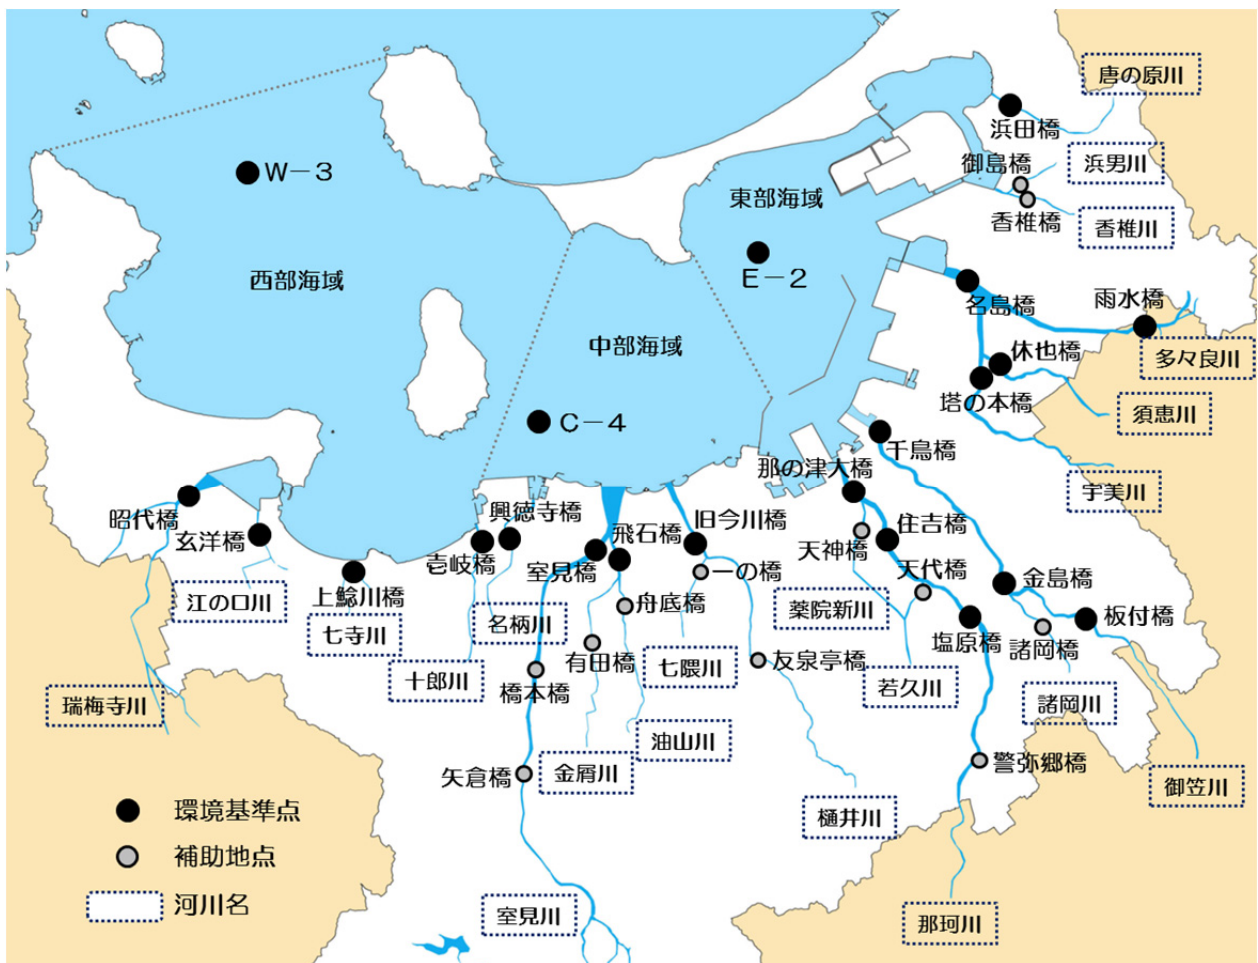 唐の原川
浜田橋
御島橋
浜男川
W－3
東部海域
香椎橋
香椎川
E－2
西部海域
名島橋
雨水橋
中部海域
休也橋
多々良川
塔の本橋
須恵川
C－4
千鳥橋
那の津大橋
宇美川
昭代橋
玄洋橋
興徳寺橋
飛石橋
旧今川橋
天神橋
住吉橋
壱岐橋
室見橋
一の橋
天代橋
金島橋
江の口川
上鯰川橋
舟底橋
薬院新川
板付橋
七寺川
名柄川
有田橋
七隈川
友泉亭橋
塩原橋
諸岡橋
十郎川
橋本橋
若久川
諸岡川
瑞梅寺川
油山川
矢倉橋
金屑川
警弥郷橋
御笠川
樋井川
環境基準点
補助地点
河川名
室見川
那珂川